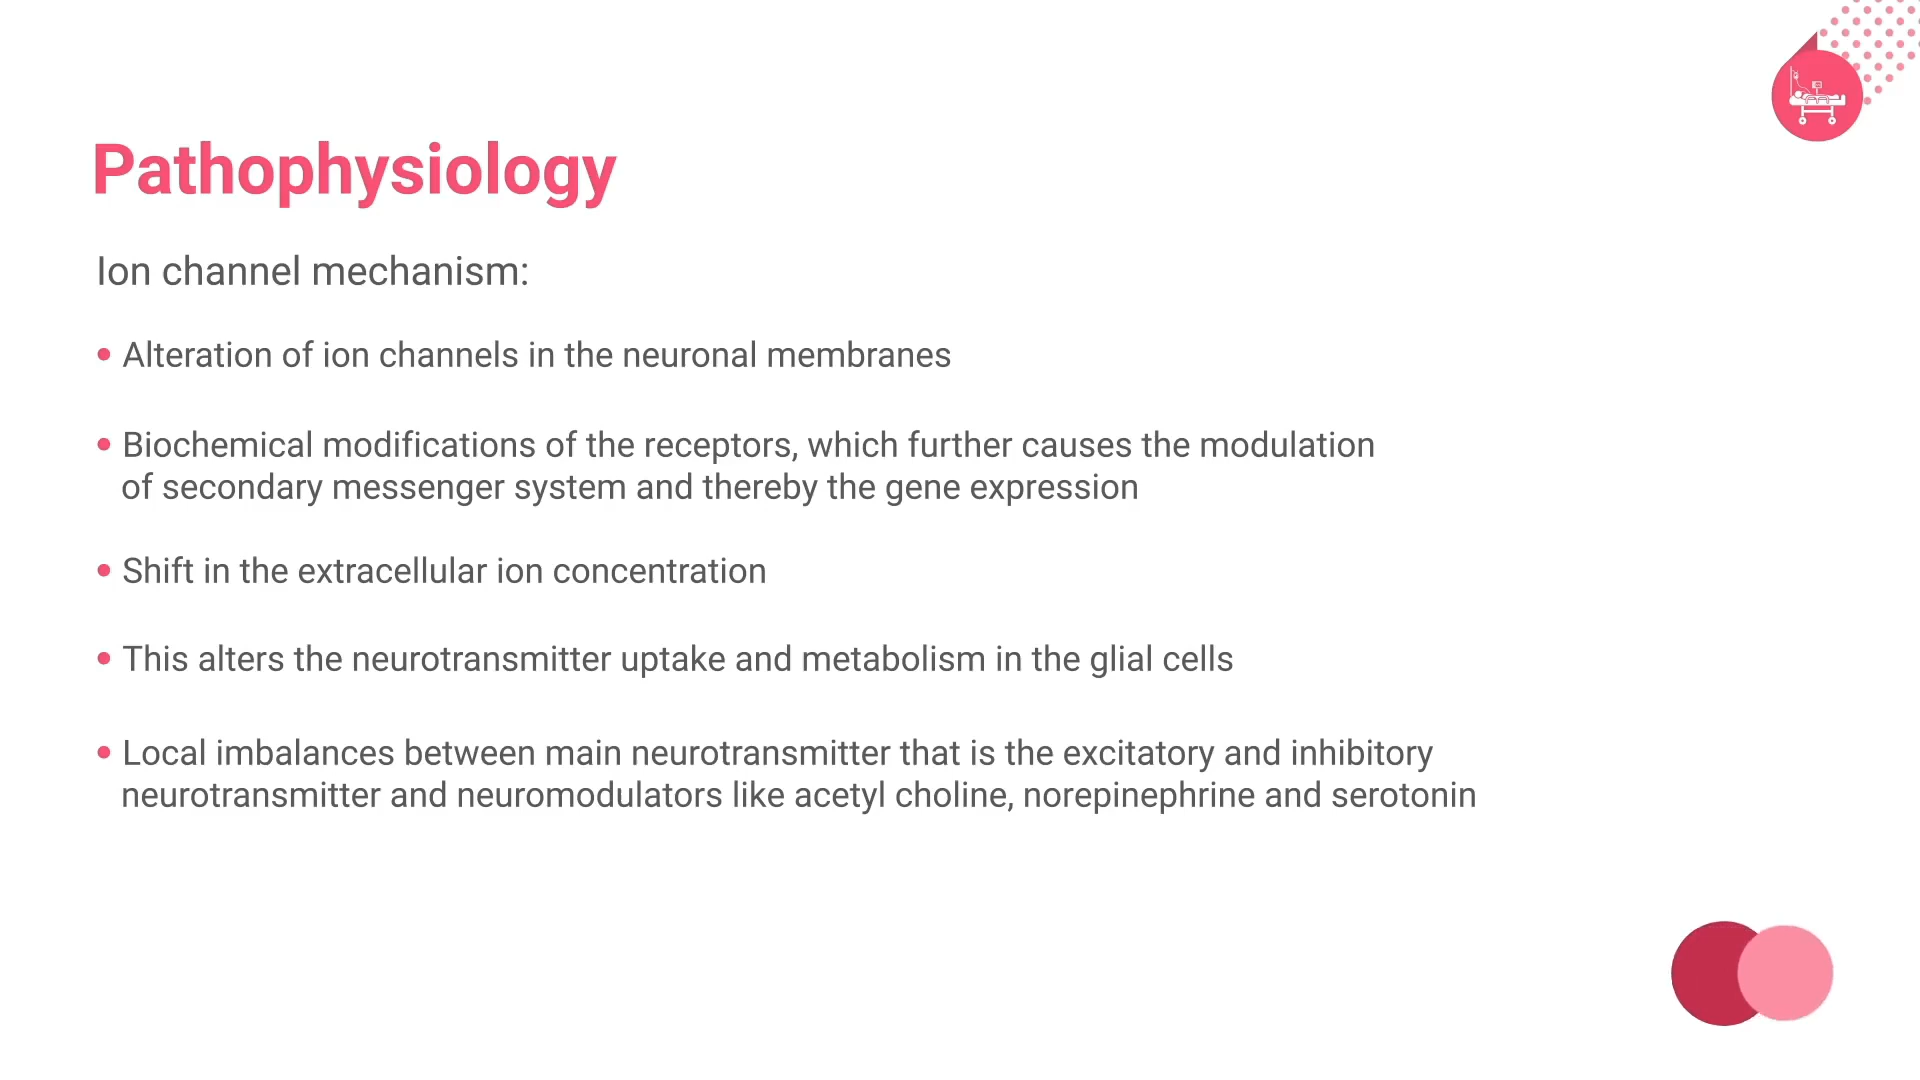 Pathophysiology
Ion channel mechanism:
• Alteration of ion channels in the neuronal membranes
• Biochemical modifications of the receptors, which further causes the modulation
of secondary messenger system and thereby the gene expression
• Shift in the extracellular ion concentration
• This alters the neurotransmitter uptake and metabolism in the glial cells
• Local imbalances between main neurotransmitter that is the excitatory and inhibitory
neurotransmitter and neuromodulators like acetyl choline, norepinephrine and serotonin